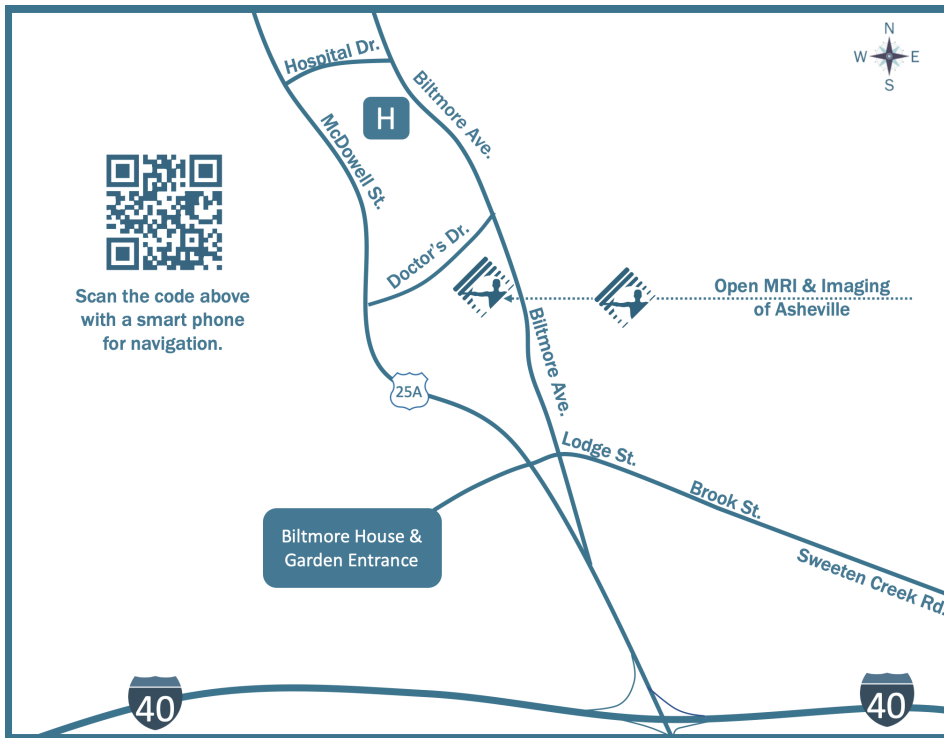 N
W E
S
Hospital Dr.
Biltmore Ave.
H
McDowell St.
Scan the code above
with a smart phone
for navigation.
Doctor's Dr.
Open MRI & Imaging
of Asheville
Biltmore Ave.
25A
Lodge St.
Brook St.
Sweeten Creek Rd.
Biltmore House &
Garden Entrance
40
40